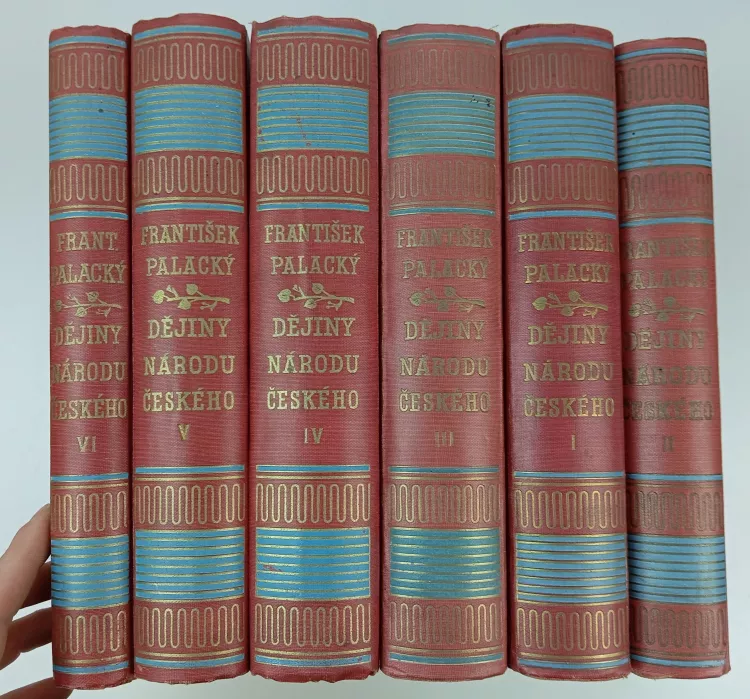 FRANT.
PALACKÝ
DĚJINY
NÁRODU
ČESKÉHO
VI
FRANTIŠEK
PALACKÝ
DĚJINY
NÁRODU
ČESKÉHO
V
FRANTIŠEK
PALACKÝ
DĚJINY
NÁRODU
ČESKÉHO
IV
FRANTIŠEK
PALACKÝ
DĚJINY
NÁRODU
ČESKÉHO
III
FRANTIŠEK
PALACKÝ
DĚJINY
NÁRODU
ČESKÉHO
I
FRANTIŠEK
PALACKÝ
DĚJINY
NÁRODU
ČESKÉHO
II